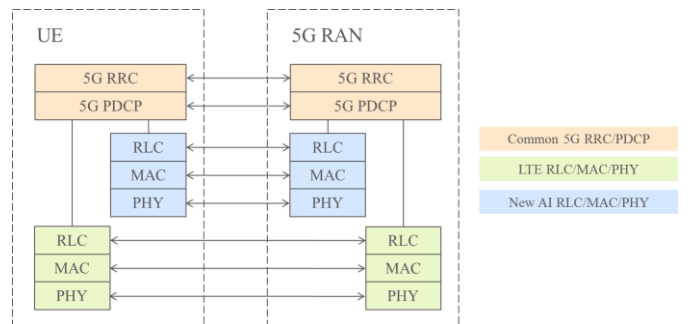 UE
5G RAN
5G RRC
5G RRC
5G PDCP
5G PDCP
RLC
RLC
MAC
MAC
PHY
PHY
RLC
RLC
MAC
MAC
PHY
PHY
Common 5G RRC/PDCP
LTE RLC/MAC/PHY
New AI RLC/MAC/PHY